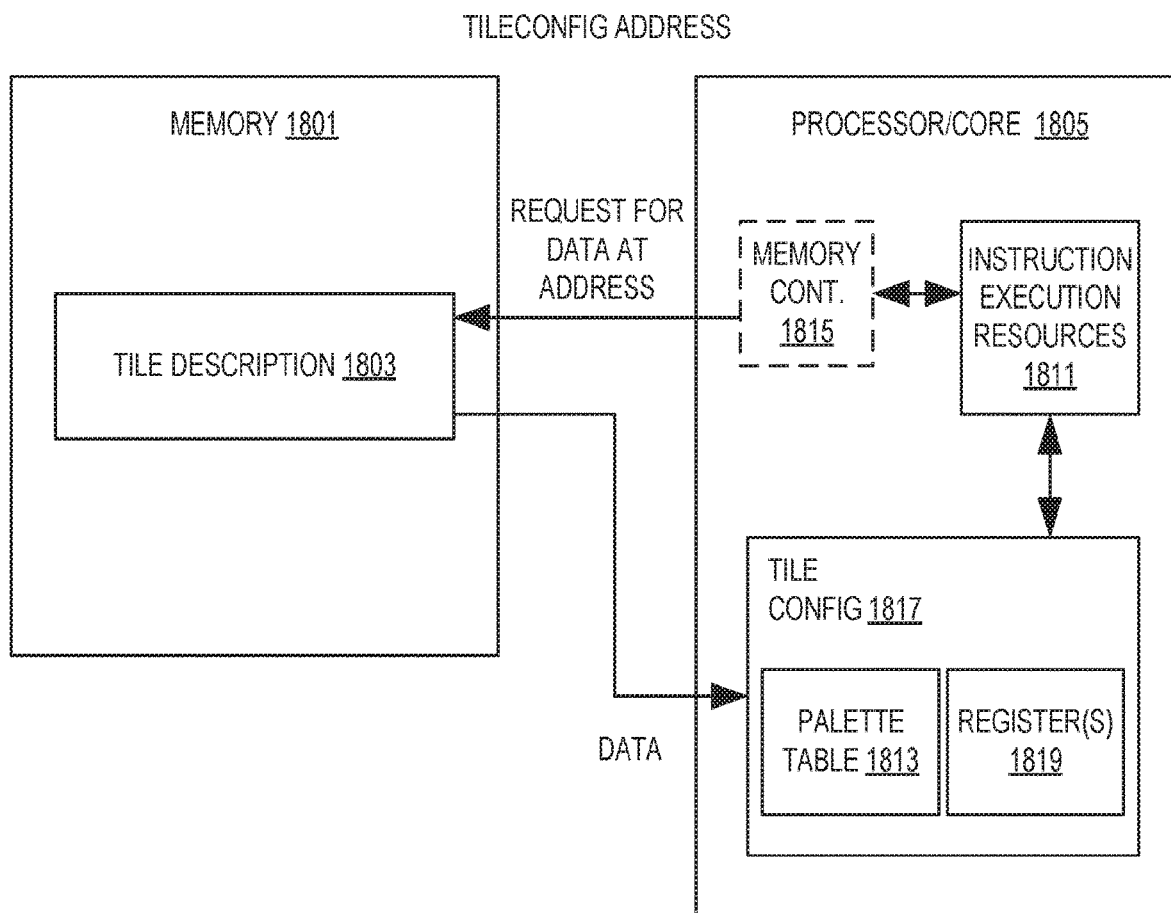 TILECONFIG ADDRESS
MEMORY 1801
PROCESSOR/CORE 1805
REQUEST FOR
DATA AT
ADDRESS
MEMORY
CONT.
1815
INSTRUCTION
EXECUTION
RESOURCES
1811
TILE DESCRIPTION 1803
TILE
CONFIG 1817
PALETTE
TABLE 1813
REGISTER(S)
1819
DATA